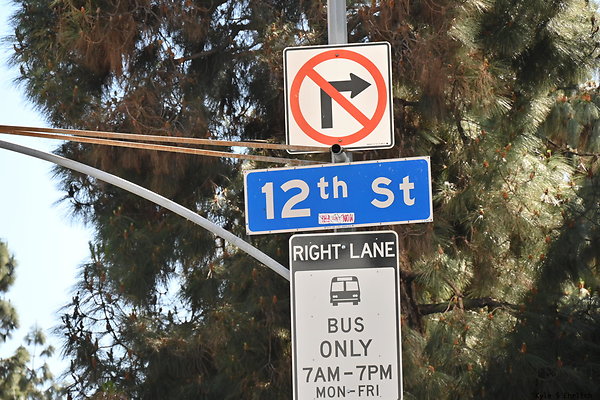 12th St
RIGHT LANE
BUS
ONLY
7AM-7PM
MON-FRI